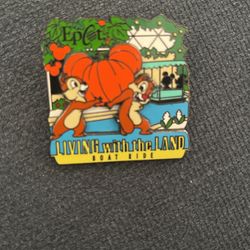 Epcot
LIVING with the LAND
BOAT RIDE